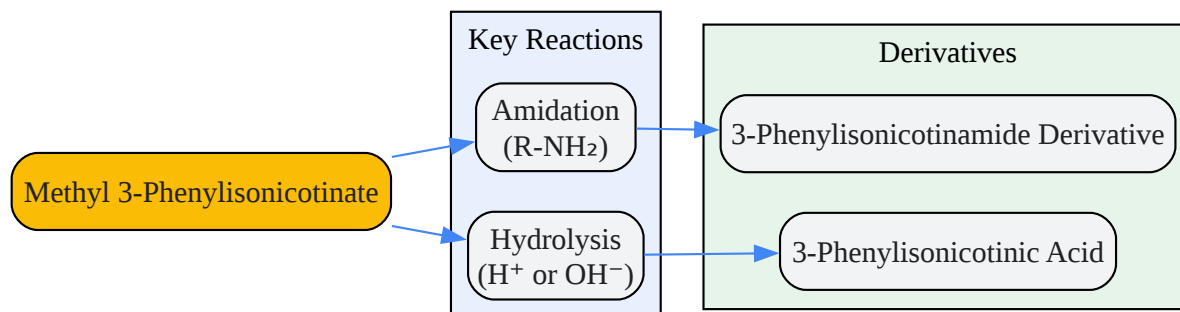 Key Reactions
Derivatives
Amidation
(R-NH₂)
3-Phenylisonicotinamide Derivative
Methyl 3-Phenylisonicotinate
Hydrolysis
(H⁺ or OH⁻)
3-Phenylisonicotinic Acid